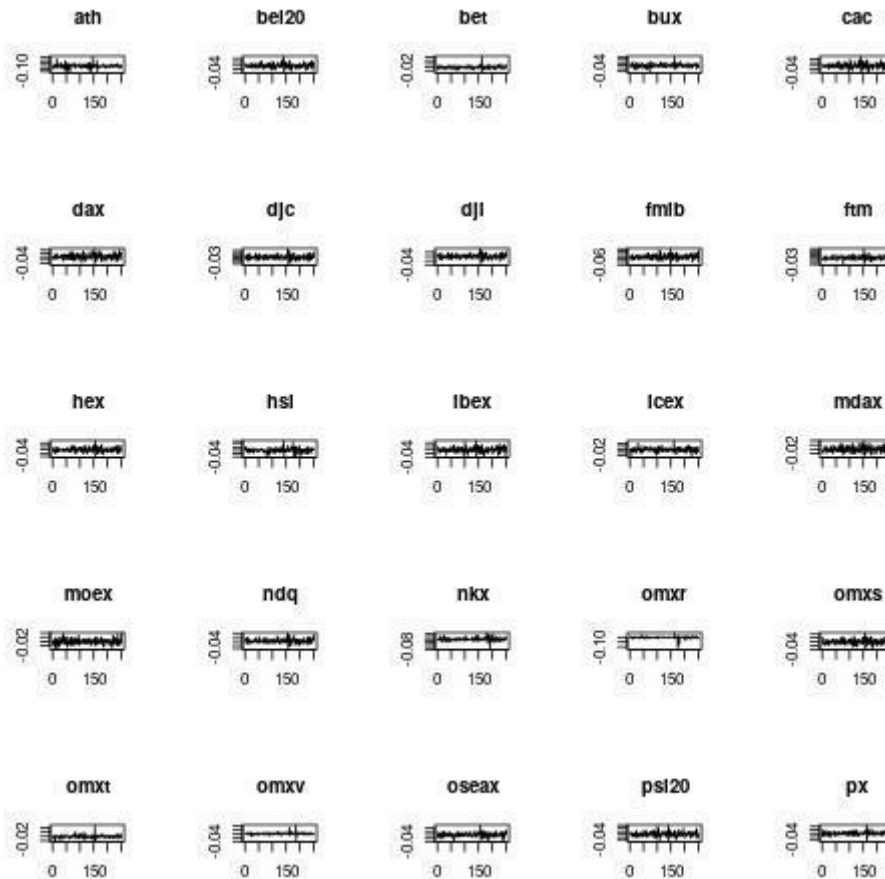 ath bel20 bet bux cac
-0.10 -0.04 -0.02 -0.04 -0.04
0 150 0 150 0 150 0 150 0 150
dax djc dji fmib ftm
-0.04 -0.03 -0.04 -0.06 -0.03
0 150 0 150 0 150 0 150 0 150
hex hsi ibex icex mdax
-0.04 -0.04 -0.04 -0.02 -0.02
0 150 0 150 0 150 0 150 0 150
moex ndq nkx omxr omxs
-0.02 -0.04 -0.08 -0.10 -0.04
0 150 0 150 0 150 0 150 0 150
omxt omxv oseax psi20 px
-0.02 -0.04 -0.04 -0.04 -0.04
0 150 0 150 0 150 0 150 0 150